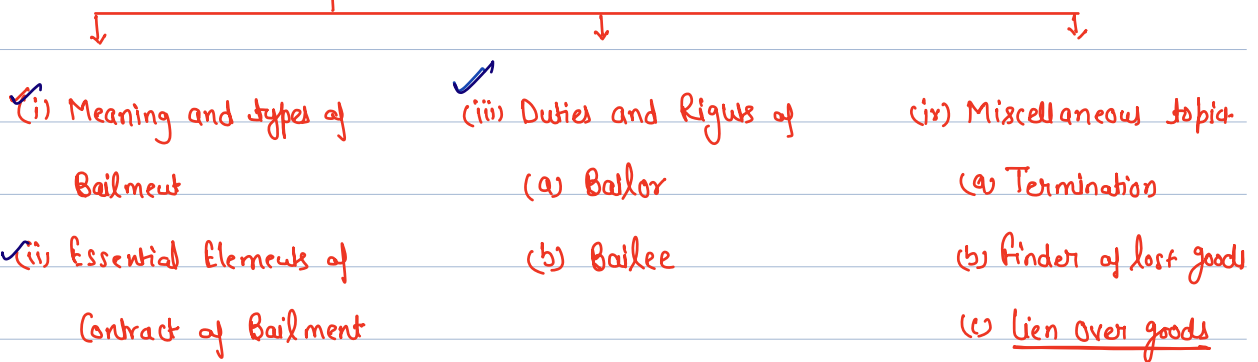 (i) Meaning and types of
Bailment
(ii) Essential Elements of
Contract of Bailment
(iii) Duties and Rights of
(a) Bailor
(b) Bailee
(iv) Miscellaneous topic
(a) Termination
(b) Finder of lost goods
(c) Lien over goods